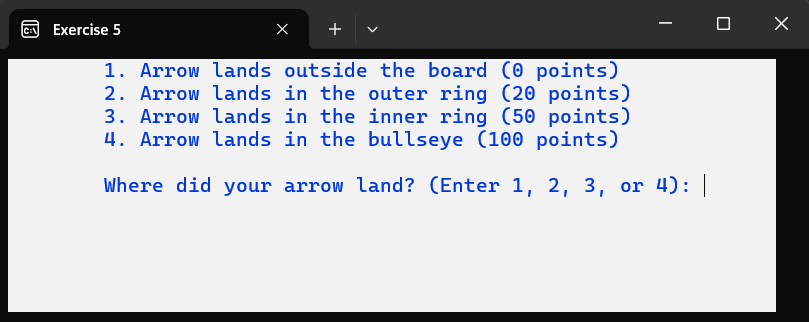 Exercise 5
1. Arrow lands outside the board (0 points)
2. Arrow lands in the outer ring (20 points)
3. Arrow lands in the inner ring (50 points)
4. Arrow lands in the bullseye (100 points)
Where did your arrow land? (Enter 1, 2, 3, or 4):